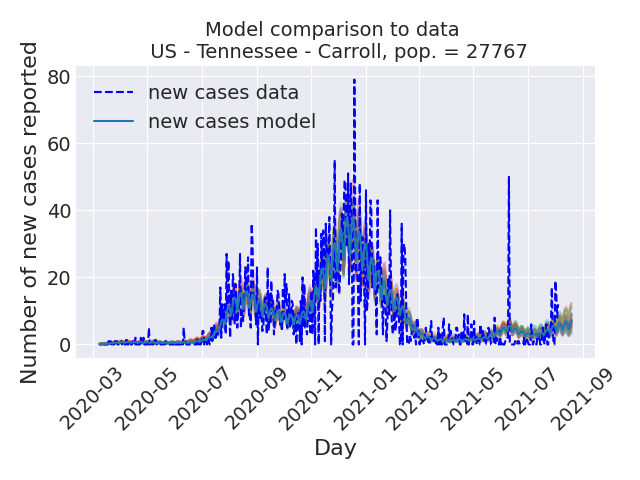 Model comparison to data
US - Tennessee - Carroll, pop. = 27767
Number of new cases reported
80
60
40
20
0
new cases data
new cases model
2020-03
2020-05
2020-07
2020-09
2020-11
2021-01
2021-03
2021-05
2021-07
2021-09
Day